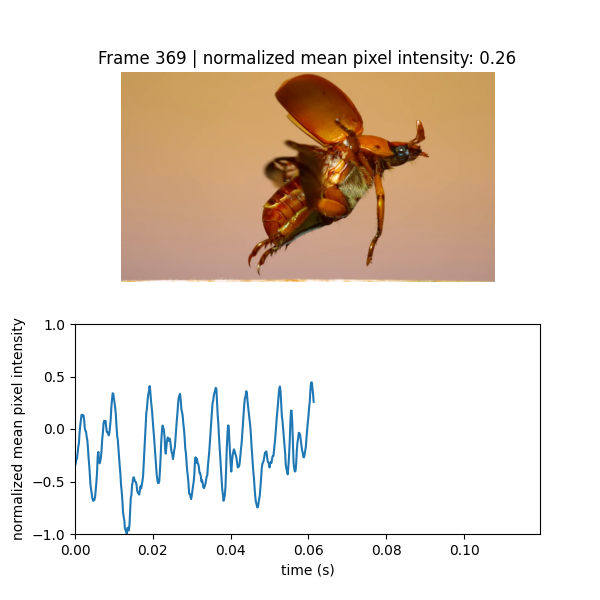 Frame 369 | normalized mean pixel intensity: 0.26
normalized mean pixel intensity
1.0
0.5
0.0
−0.5
−1.0
0.00 0.02 0.04 0.06 0.08 0.10
time (s)